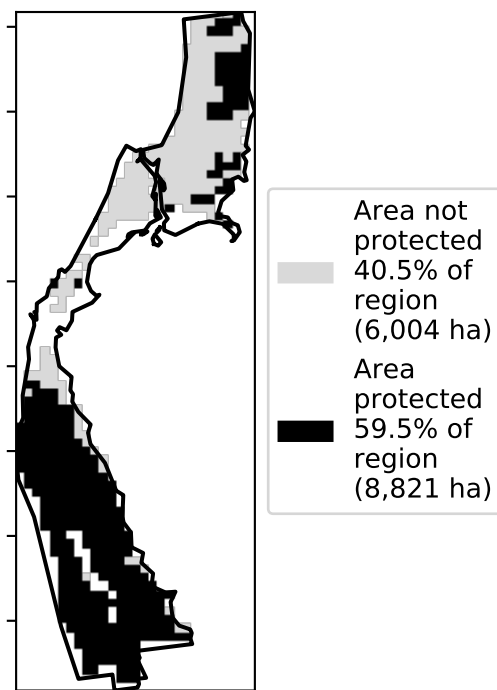 Area not
protected
40.5% of
region
(6,004 ha)
Area
protected
59.5% of
region
(8,821 ha)